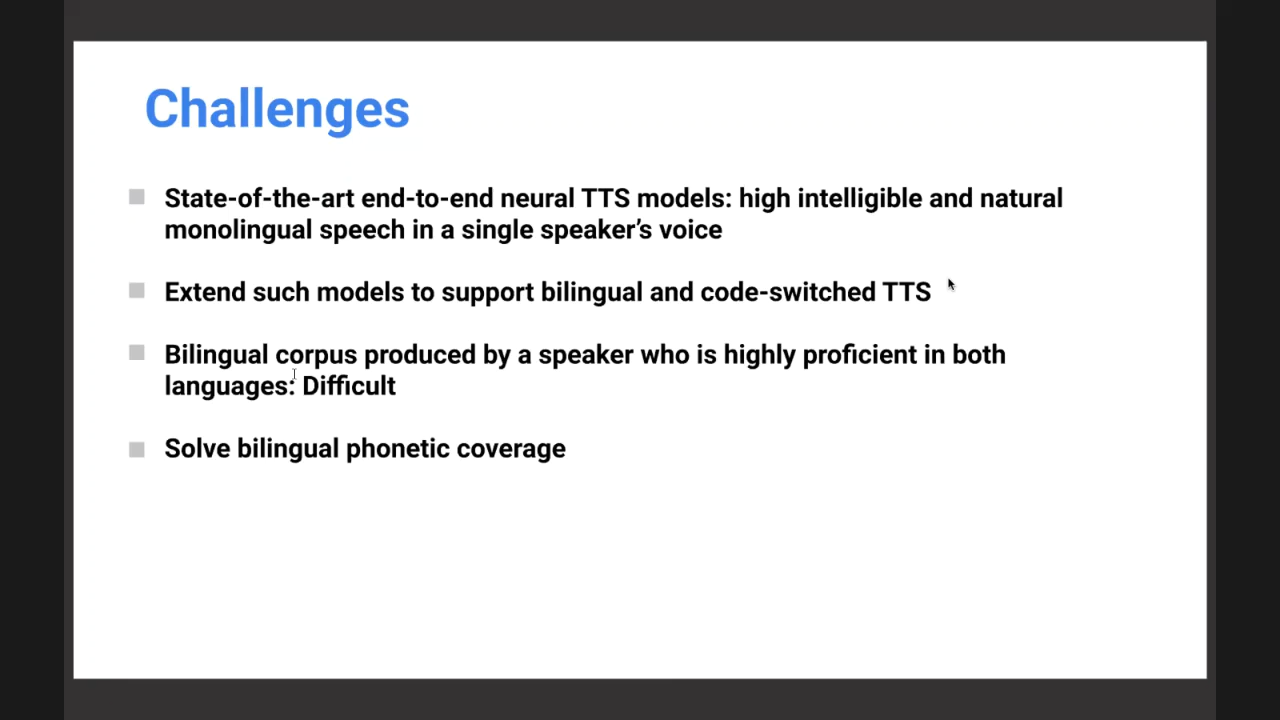 Challenges
State-of-the-art end-to-end neural TTS models: high intelligible and natural
monolingual speech in a single speaker’s voice
Extend such models to support bilingual and code-switched TTS
Bilingual corpus produced by a speaker who is highly proficient in both
languages: Difficult
Solve bilingual phonetic coverage